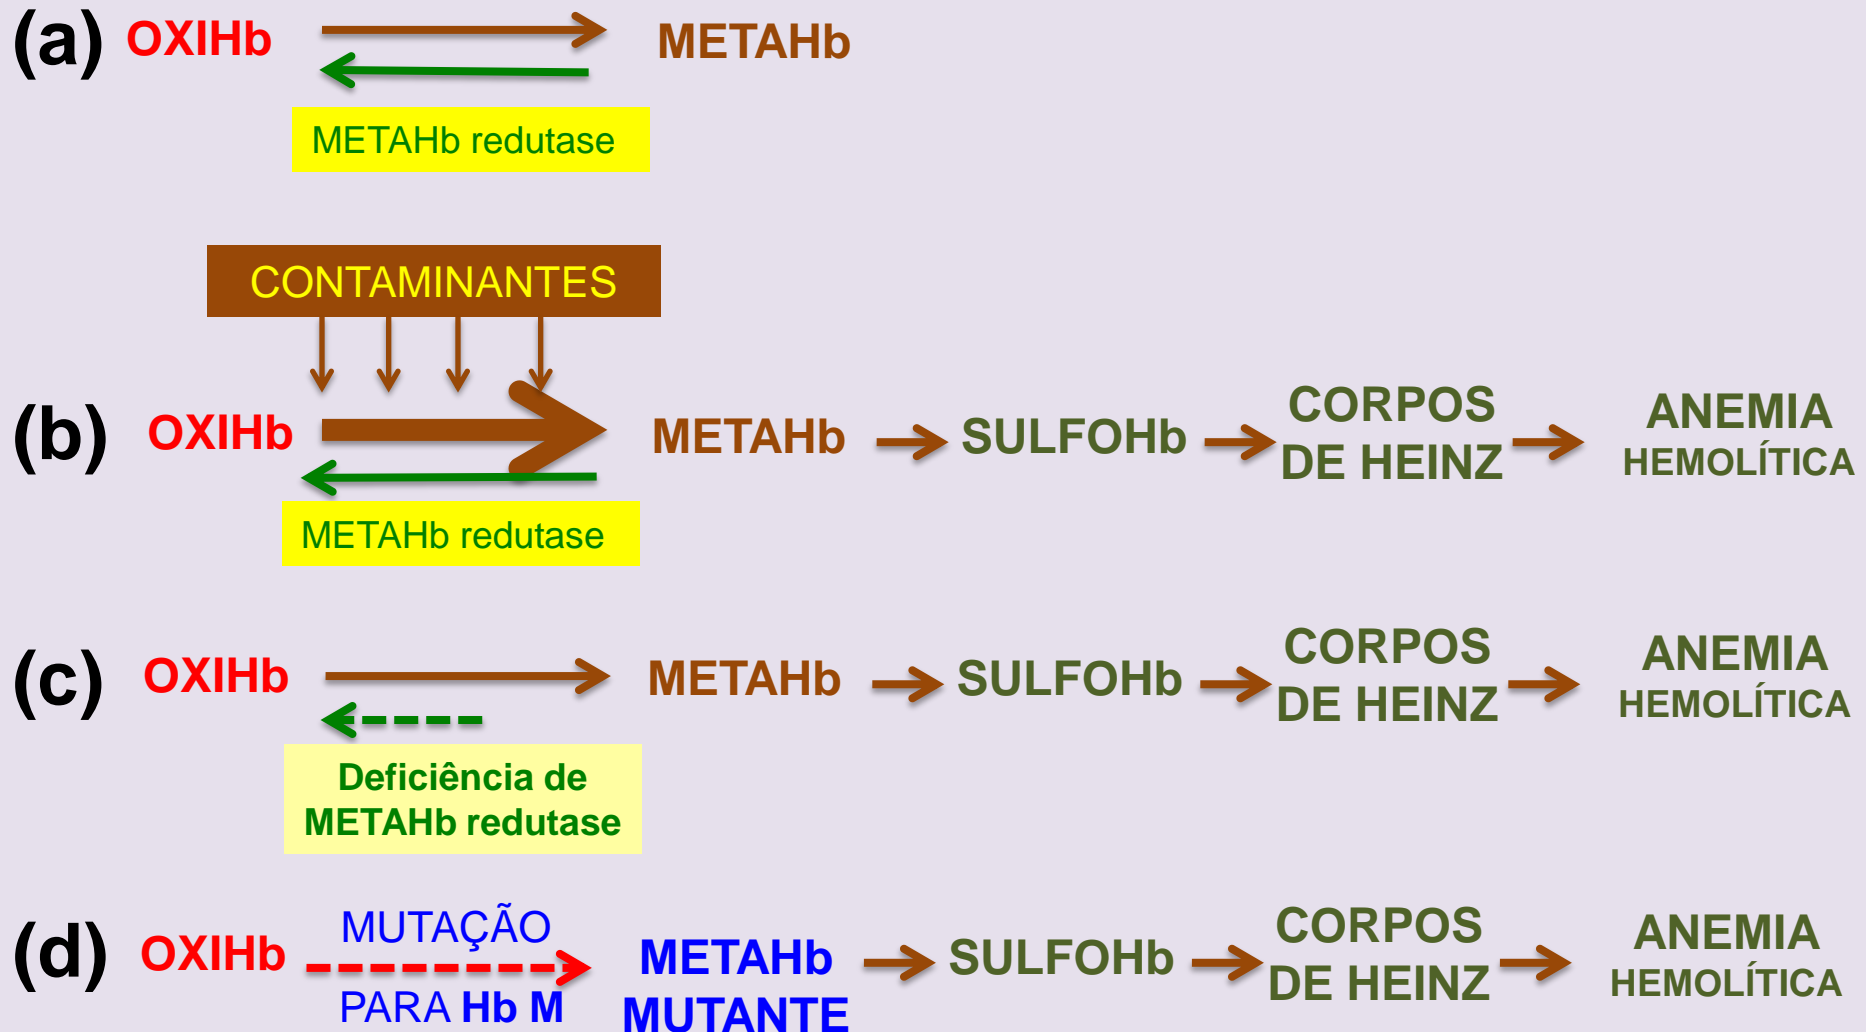 (a) OXIHb METAHb
METAHb redutase
CONTAMINANTES
(b) OXIHb METAHb SULFOHb CORPOS
DE HEINZ ANEMIA
HEMOLÍTICA
METAHb redutase
(c) OXIHb METAHb SULFOHb CORPOS
DE HEINZ ANEMIA
HEMOLÍTICA
Deficiência de
METAHb redutase
(d) OXIHb MUTAÇÃO
PARA Hb M
METAHb
MUTANTE
SULFOHb
CORPOS
DE HEINZ
ANEMIA
HEMOLÍTICA